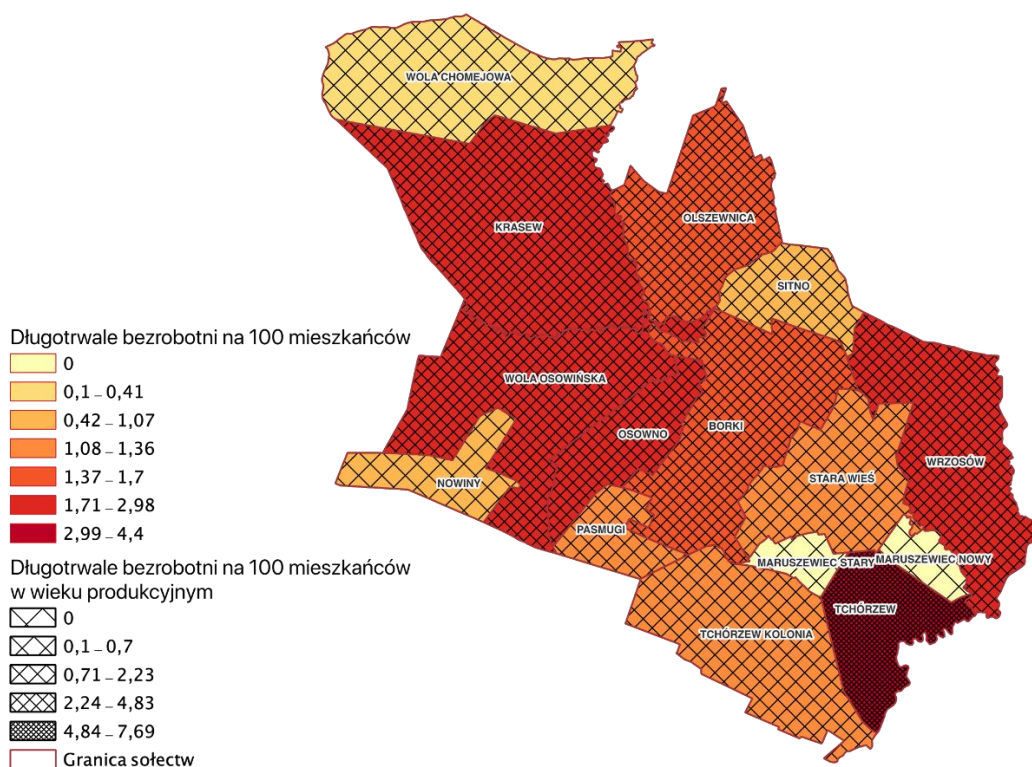 WOLA CHOMEJOWA
KRASEW
OLSZEWNICA
SITNO
WOLA OSOWIŃSKA
OSOWNO
BORKI
WRZOSÓW
NOWINY
STARA WIEŚ
PASMUGI
MARUSZEWIEC STARY
MARUSZEWIEC NOWY
TCHÓRZEW
TCHÓRZEW KOLONIA
Długotrwale bezrobotni na 100 mieszkańców
0
0,1 – 0,41
0,42 – 1,07
1,08 – 1,36
1,37 – 1,7
1,71 – 2,98
2,99 – 4,4
Długotrwale bezrobotni na 100 mieszkańców
w wieku produkcyjnym
0
0,1 – 0,7
0,71 – 2,23
2,24 – 4,83
4,84 – 7,69
Granica sołectw